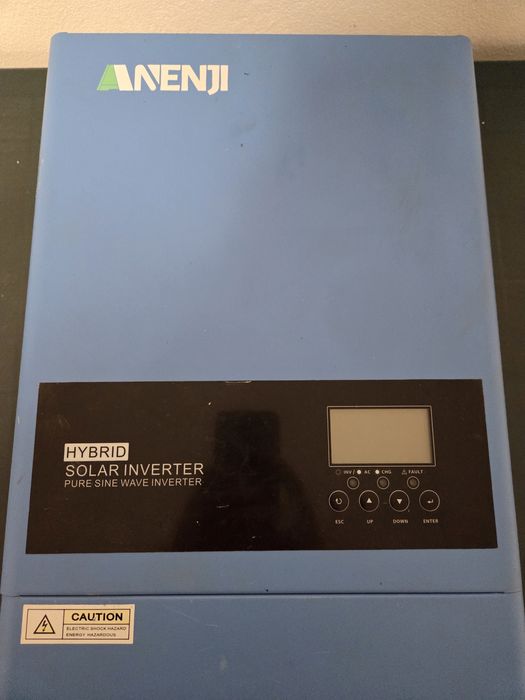 ANENJI
HYBRID
SOLAR INVERTER
PURE SINE WAVE INVERTER
INV / AC CHG FAULT
ESC UP DOWN ENTER
CAUTION
ELECTRIC SHOCK HAZARD
ENERGY HAZARDOUS